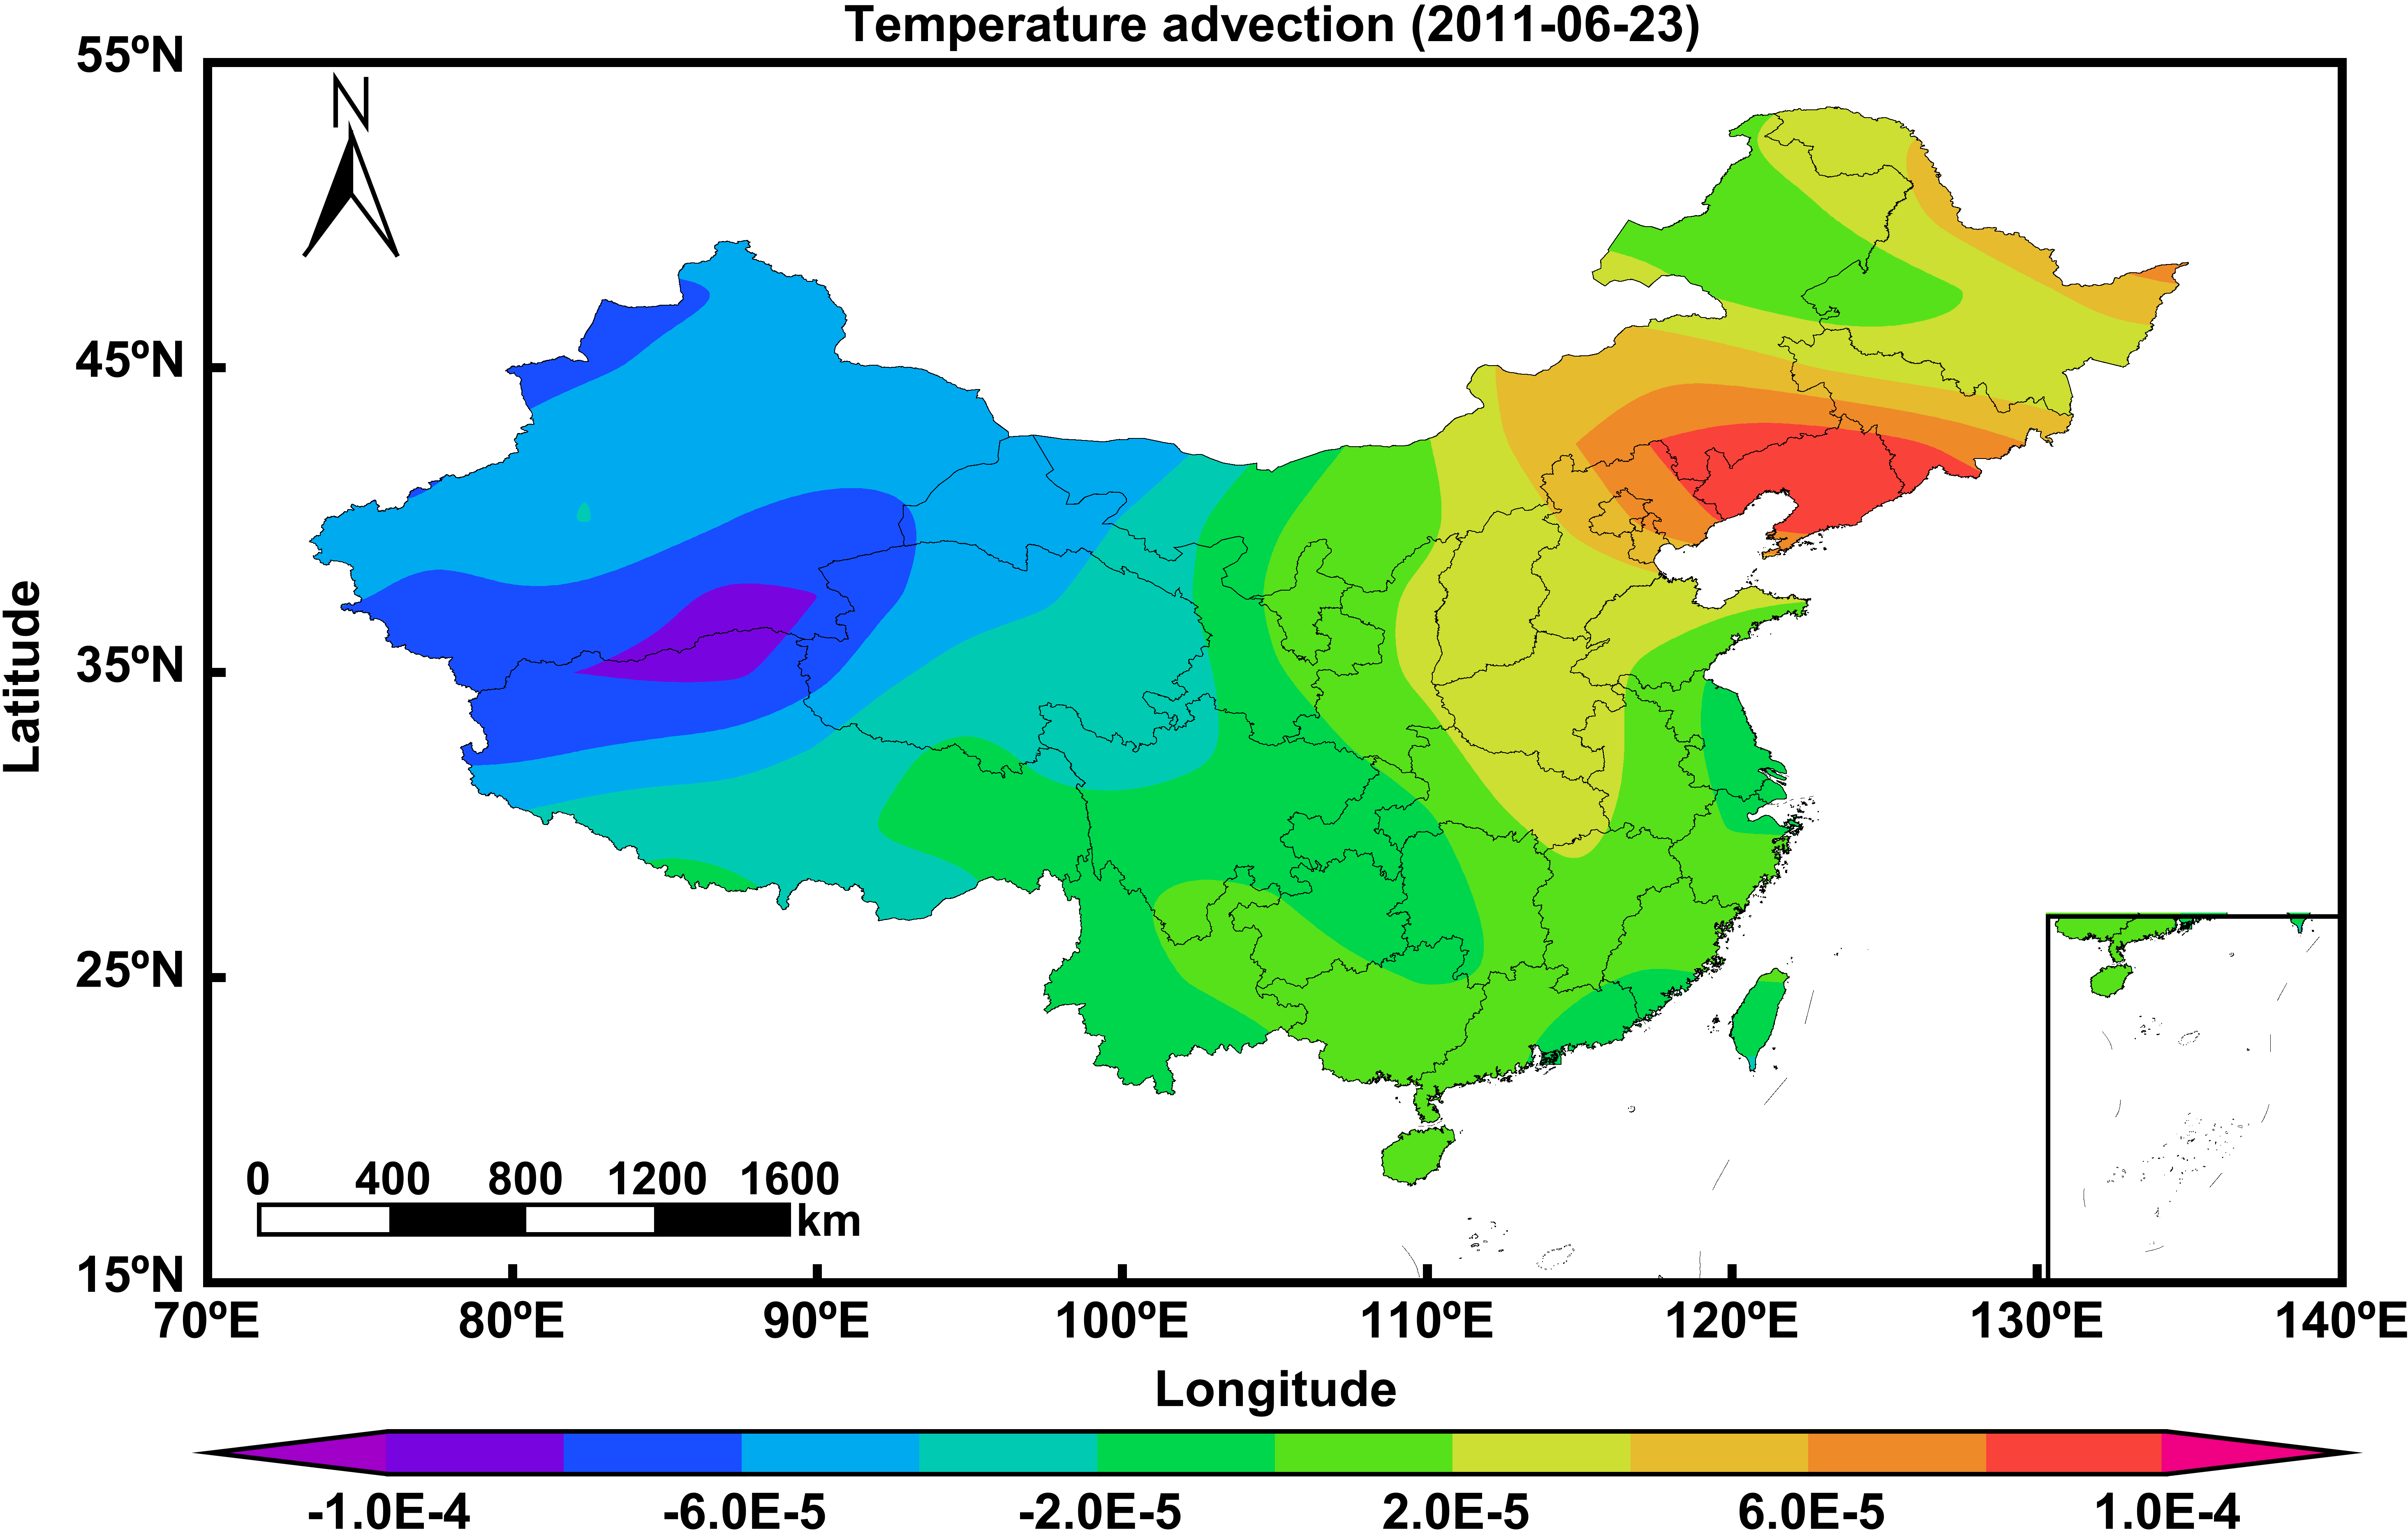 Temperature advection (2011-06-23)
55ºN
N
45ºN
35ºN
Latitude
25ºN
0 400 800 1200 1600
km
15ºN
70ºE 80ºE 90ºE 100ºE 110ºE 120ºE 130ºE 140ºE
Longitude
-1.0E-4 -6.0E-5 -2.0E-5 2.0E-5 6.0E-5 1.0E-4